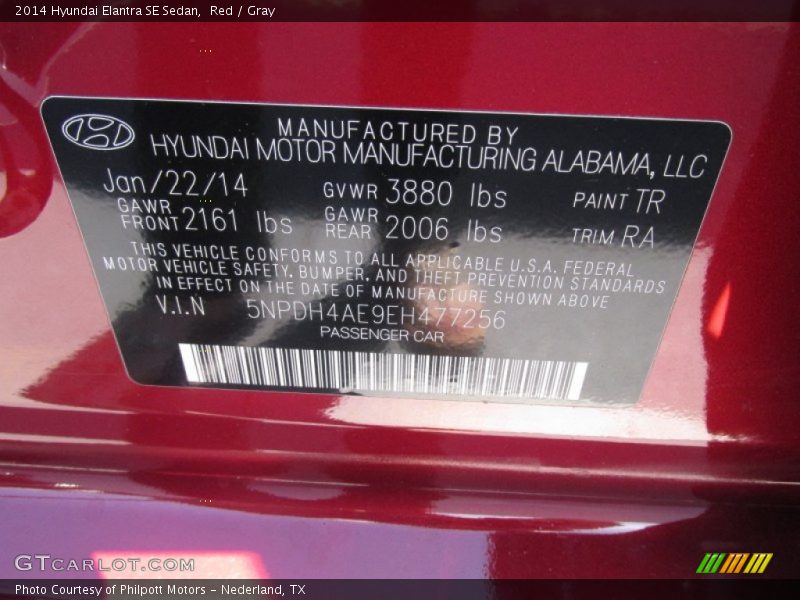 2014 Hyundai Elantra SE Sedan, Red / Gray
MANUFACTURED BY
HYUNDAI MOTOR MANUFACTURING ALABAMA, LLC
Jan/22/14 GVWR 3880 lbs PAINT TR
GAWR FRONT 2161 lbs GAWR REAR 2006 lbs TRIM RA
THIS VEHICLE CONFORMS TO ALL APPLICABLE U.S.A. FEDERAL
MOTOR VEHICLE SAFETY, BUMPER, AND THEFT PREVENTION STANDARDS
IN EFFECT ON THE DATE OF MANUFACTURE SHOWN ABOVE
V.I.N 5NPDH4AE9EH477256
PASSENGER CAR
GTCARLOT.COM
Photo Courtesy of Philpott Motors - Nederland, TX